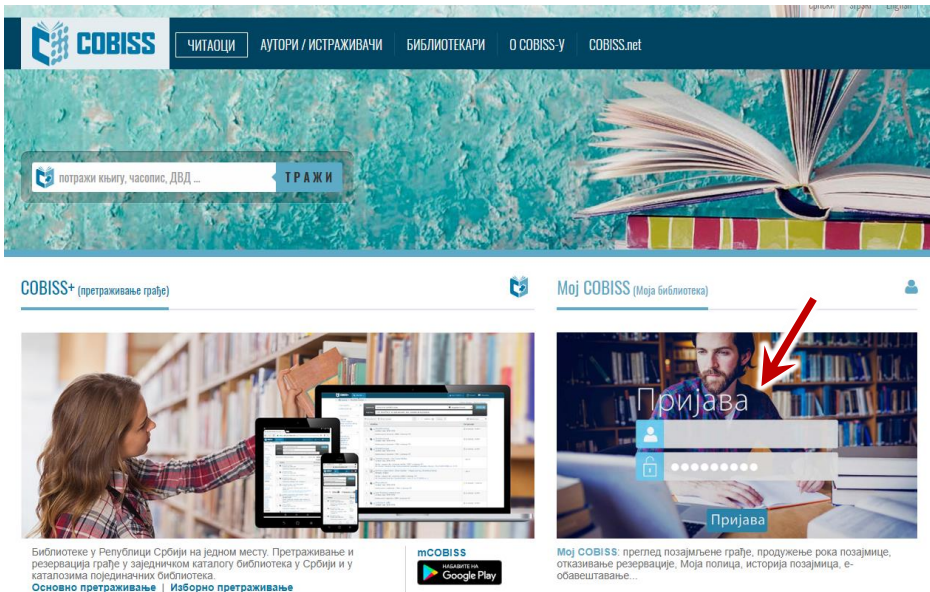 COBISS
ЧИТАОЦИ
АУТОРИ / ИСТРАЖИВАЧИ
БИБЛИОТЕКАРИ
О COBISS-У
COBISS.net
потражи књигу, часопис, ДВД ...
ТРАЖИ
COBISS+ (претраживање грађе)
Мој COBISS (Моја библиотека)
Пријава
Пријава
Библиотеке у Републици Србији на једном месту. Претраживање и
резервација грађе у заједничком каталогу библиотека у Србији и у
каталозима појединачних библиотека.
Основно претраживање | Изборно претраживање
mCOBISS
НАБАВИТЕ НА
Google Play
Мој COBISS: преглед позајмљене грађе, продужење рока позајмице,
отказивање резервације, Моја полица, историја позајмица, е-
обавештавање...